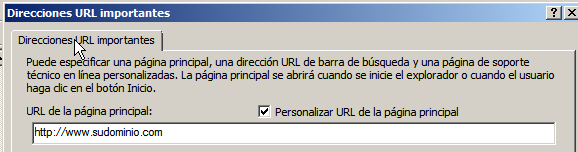 Direcciones URL importantes
Direcciones URL importantes
Puede especificar una página principal, una dirección URL de barra de búsqueda y una página de soporte
técnico en línea personalizadas. La página principal se abrirá cuando se inicie el explorador o cuando el usuario
haga clic en el botón Inicio.
URL de la página principal: Personalizar URL de la página principal
http://www.sudominio.com